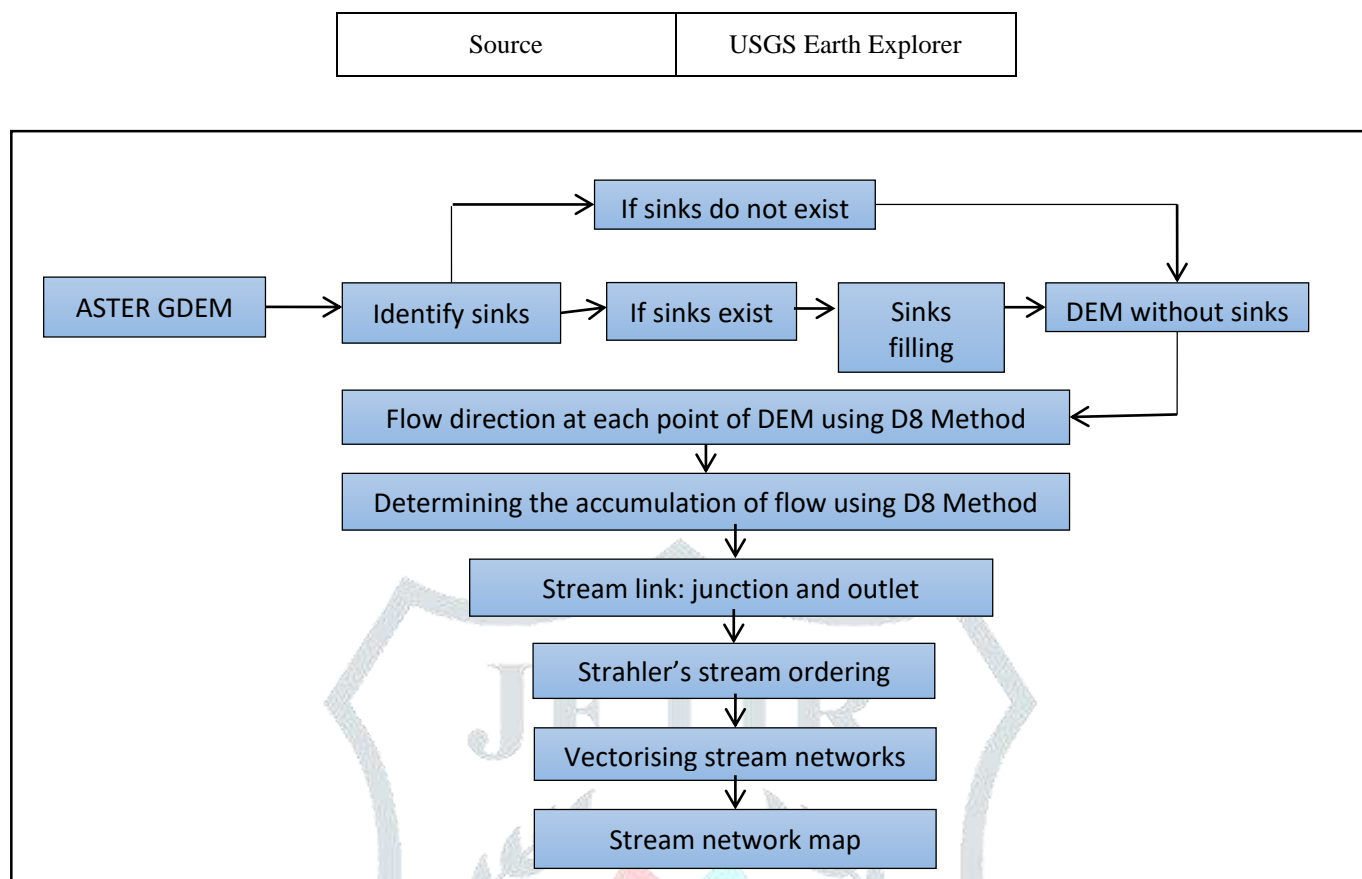 Source USGS Earth Explorer
If sinks do not exist
ASTER GDEM
Identify sinks
If sinks exist
Sinks
filling
DEM without sinks
Flow direction at each point of DEM using D8 Method
Determining the accumulation of flow using D8 Method
Stream link: junction and outlet
Strahler’s stream ordering
JETIR
Vectorising stream networks
Stream network map